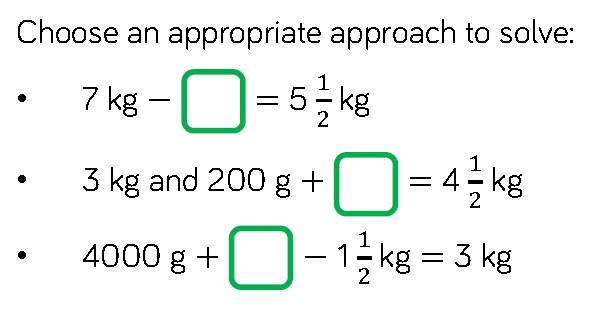 Choose an appropriate approach to solve:
• 7 kg – = 5 1/2 kg
• 3 kg and 200 g + = 4 1/2 kg
• 4000 g + – 1 1/2 kg = 3 kg